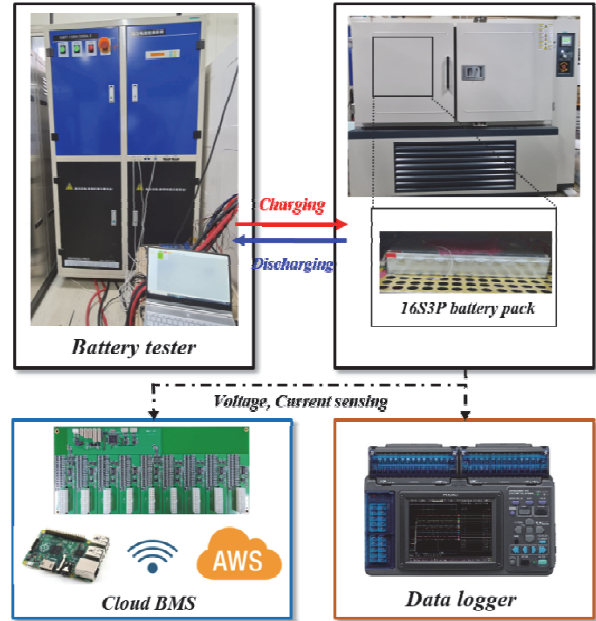 Charging
Discharging
16S3P battery pack
Battery tester
Voltage, Current sensing
AWS
Cloud BMS
Data logger